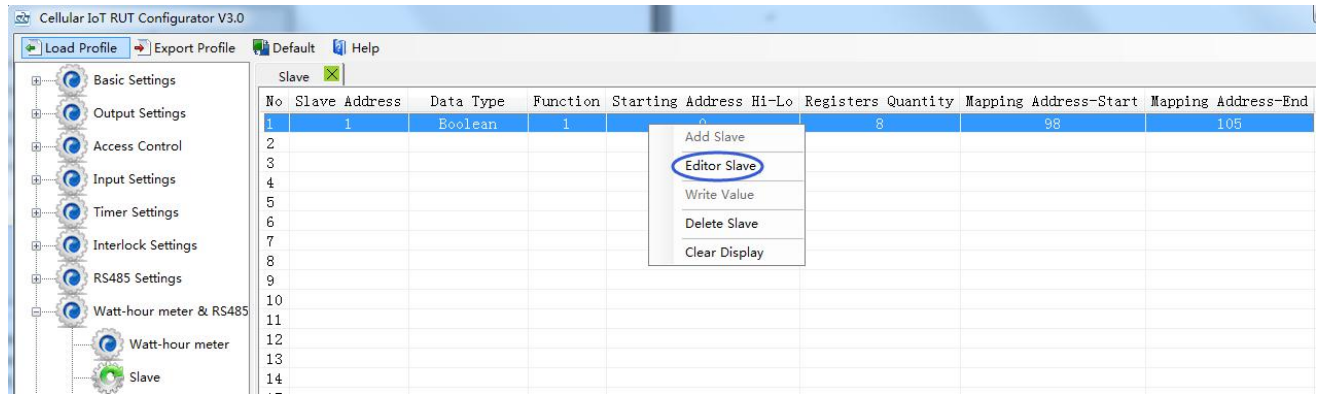 Cellular IoT RUT Configurator V3.0
Load Profile Export Profile Default Help
Basic Settings
Output Settings
Access Control
Input Settings
Timer Settings
Interlock Settings
RS485 Settings
Watt-hour meter & RS485
Watt-hour meter
Slave
Slave
No Slave Address Data Type Function Starting Address Hi-Lo Registers Quantity Mapping Address-Start Mapping Address-End
1 1 Boolean 1 0 8 98 105
2
3
4
5
6
7
8
9
10
11
12
13
14
Add Slave
Editor Slave
Write Value
Delete Slave
Clear Display